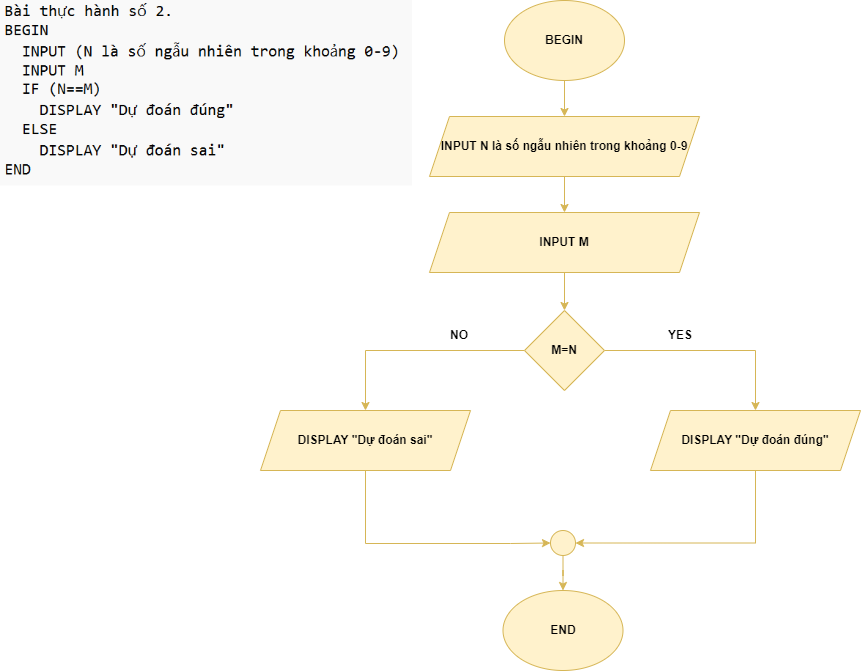 Bài thực hành số 2.
BEGIN
INPUT (N là số ngẫu nhiên trong khoảng 0-9)
INPUT M
IF (N==M)
DISPLAY "Dự đoán đúng"
ELSE
DISPLAY "Dự đoán sai"
END
BEGIN
INPUT N là số ngẫu nhiên trong khoảng 0-9
INPUT M
NO
YES
M=N
DISPLAY "Dự đoán sai"
DISPLAY "Dự đoán đúng"
END